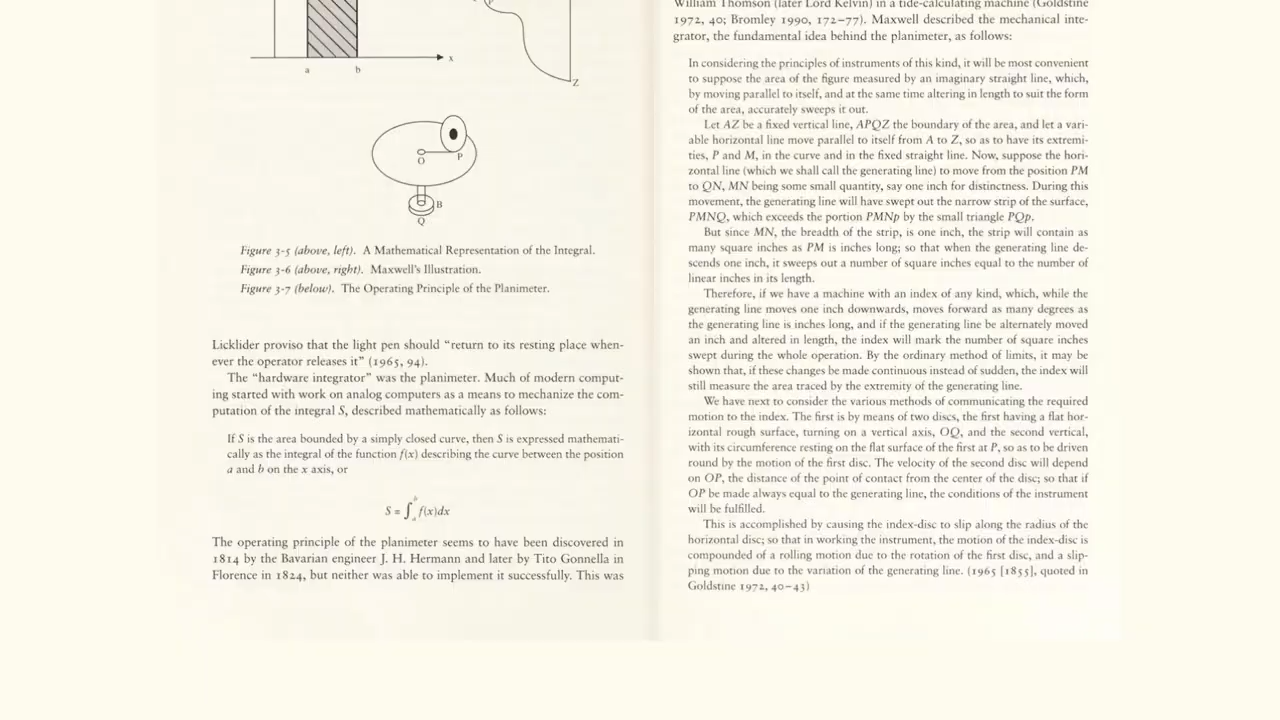 a
b
x
P
Z
O
P
B
Q
Figure 3-5 (above, left). A Mathematical Representation of the Integral.
Figure 3-6 (above, right). Maxwell's Illustration.
Figure 3-7 (below). The Operating Principle of the Planimeter.
Licklider proviso that the light pen should “return to its resting place when-
ever the operator releases it” (1965, 94).
The “hardware integrator” was the planimeter. Much of modern comput-
ing started with work on analog computers as a means to mechanize the com-
putation of the integral S, described mathematically as follows:
If S is the area bounded by a simply closed curve, then S is expressed mathemati-
cally as the integral of the function f(x) describing the curve between the position
a and b on the x axis, or
S = ∫ₐᵇ f(x)dx
The operating principle of the planimeter seems to have been discovered in
1814 by the Bavarian engineer J. H. Hermann and later by Tito Gonnella in
Florence in 1824, but neither was able to implement it successfully. This was
William Thomson (later Lord Kelvin) in a tide-calculating machine (Goldstine
1972, 40; Bromley 1990, 172–77). Maxwell described the mechanical inte-
grator, the fundamental idea behind the planimeter, as follows:
In considering the principles of instruments of this kind, it will be most convenient
to suppose the area of the figure measured by an imaginary straight line, which,
by moving parallel to itself, and at the same time altering in length to suit the form
of the area, accurately sweeps it out.
Let AZ be a fixed vertical line, APQZ the boundary of the area, and let a vari-
able horizontal line move parallel to itself from A to Z, so as to have its extremi-
ties, P and M, in the curve and in the fixed straight line. Now, suppose the hori-
zontal line (which we shall call the generating line) to move from the position PM
to QN, MN being some small quantity, say one inch for distinctness. During this
movement, the generating line will have swept out the narrow strip of the surface,
PMNQ, which exceeds the portion PMNp by the small triangle PQp.
But since MN, the breadth of the strip, is one inch, the strip will contain as
many square inches as PM is inches long; so that when the generating line de-
scends one inch, it sweeps out a number of square inches equal to the number of
linear inches in its length.
Therefore, if we have a machine with an index of any kind, which, while the
generating line moves one inch downwards, moves forward as many degrees as
the generating line is inches long, and if the generating line be alternately moved
an inch and altered in length, the index will mark the number of square inches
swept during the whole operation. By the ordinary method of limits, it may be
shown that, if these changes be made continuous instead of sudden, the index will
still measure the area traced by the extremity of the generating line.
We have next to consider the various methods of communicating the required
motion to the index. The first is by means of two discs, the first having a flat hor-
izontal rough surface, turning on a vertical axis, OQ, and the second vertical,
with its circumference resting on the flat surface of the first at P, so as to be driven
round by the motion of the first disc. The velocity of the second disc will depend
on OP, the distance of the point of contact from the center of the disc; so that if
OP be made always equal to the generating line, the conditions of the instrument
will be fulfilled.
This is accomplished by causing the index-disc to slip along the radius of the
horizontal disc; so that in working the instrument, the motion of the index-disc is
compounded of a rolling motion due to the rotation of the first disc, and a slip-
ping motion due to the variation of the generating line. (1965 [1855], quoted in
Goldstine 1972, 40–43)